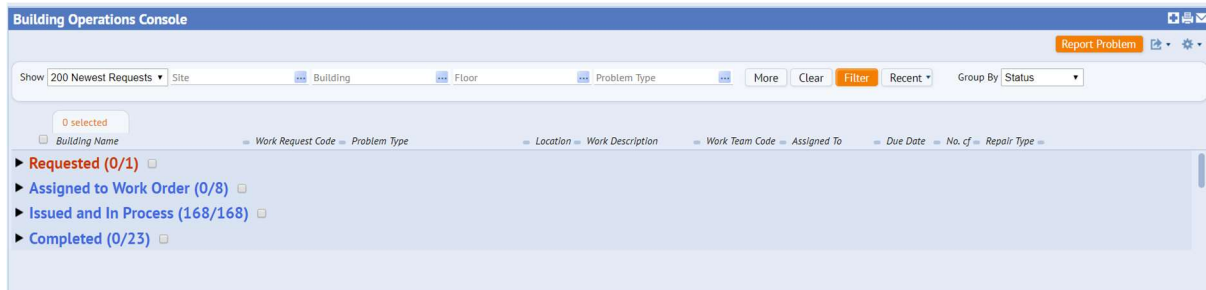 Building Operations Console
Report Problem
Show 200 Newest Requests Site Building Floor Problem Type More Clear Filter Recent Group By Status
0 selected
Building Name Work Request Code Problem Type Location Work Description Work Team Code Assigned To Due Date No. of Repair Type
Requested (0/1)
Assigned to Work Order (0/8)
Issued and In Process (168/168)
Completed (0/23)